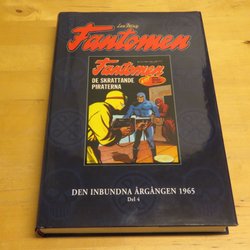 Lee Falk
Fantomen
Fantomen
DE SKRATTANDE
PIRATERNA
DEN INBUNDNA ÅRGÅNGEN 1965
Del 4